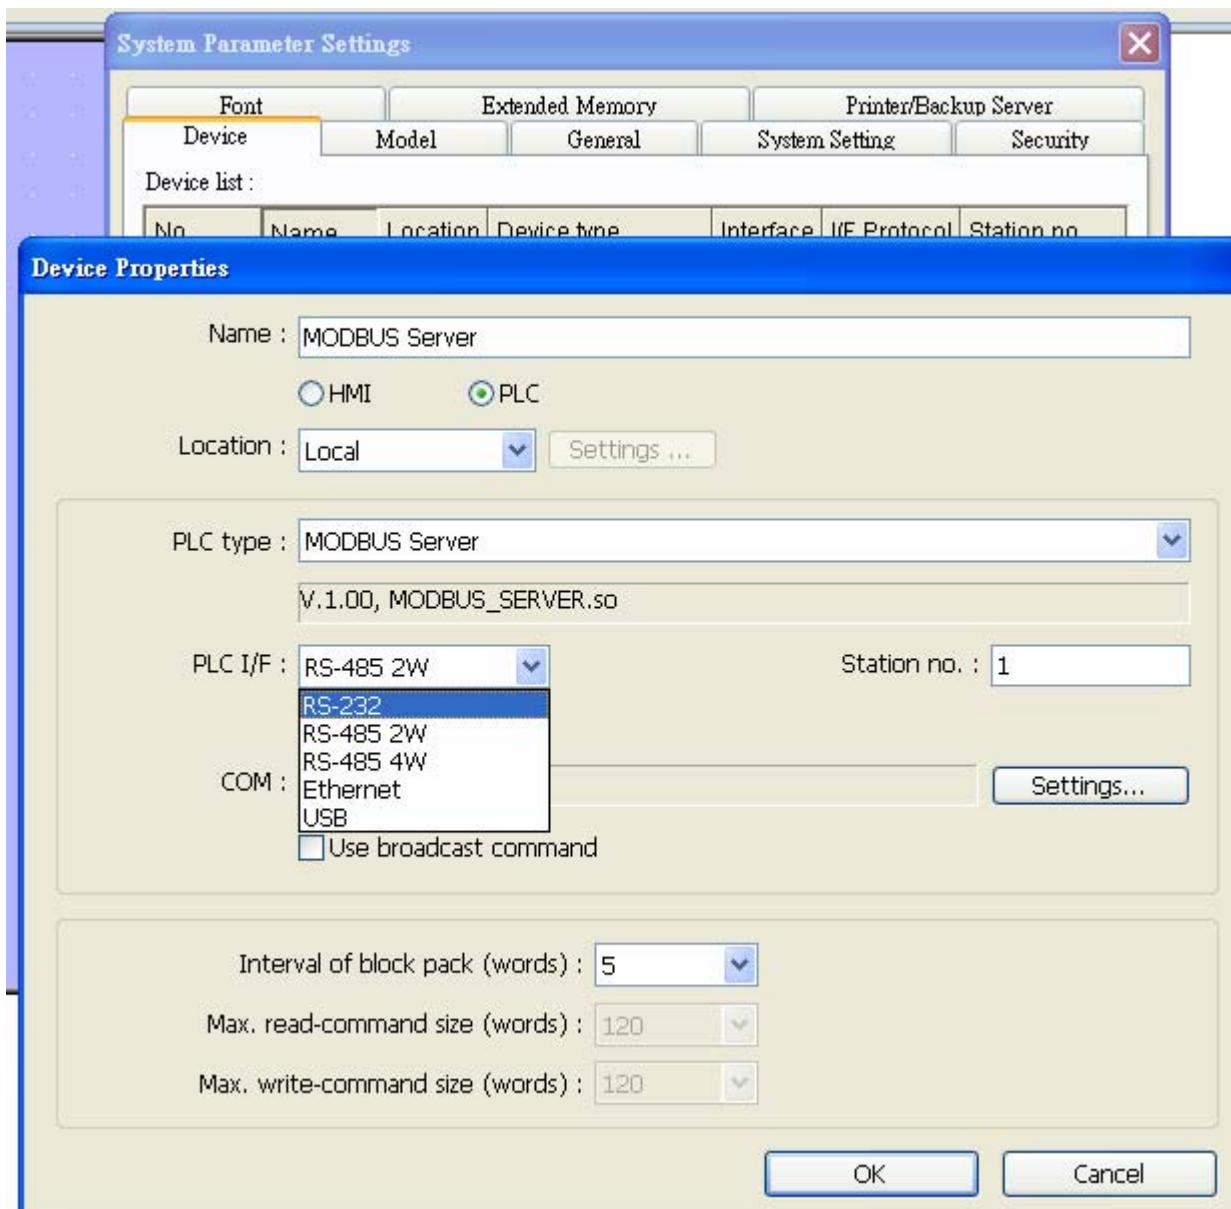 System Parameter Settings
Font Extended Memory Printer/Backup Server
Device Model General System Setting Security
Device list :
No. Name Location Device type Interface I/F Protocol Station no.
Device Properties
Name : MODBUS Server
HMI PLC
Location : Local Settings ...
PLC type : MODBUS Server
V.1.00, MODBUS_SERVER.so
PLC I/F : RS-485 2W Station no. : 1
RS-232
RS-485 2W
RS-485 4W
COM : Ethernet Settings...
USB
Use broadcast command
Interval of block pack (words) : 5
Max. read-command size (words) : 120
Max. write-command size (words) : 120
OK Cancel